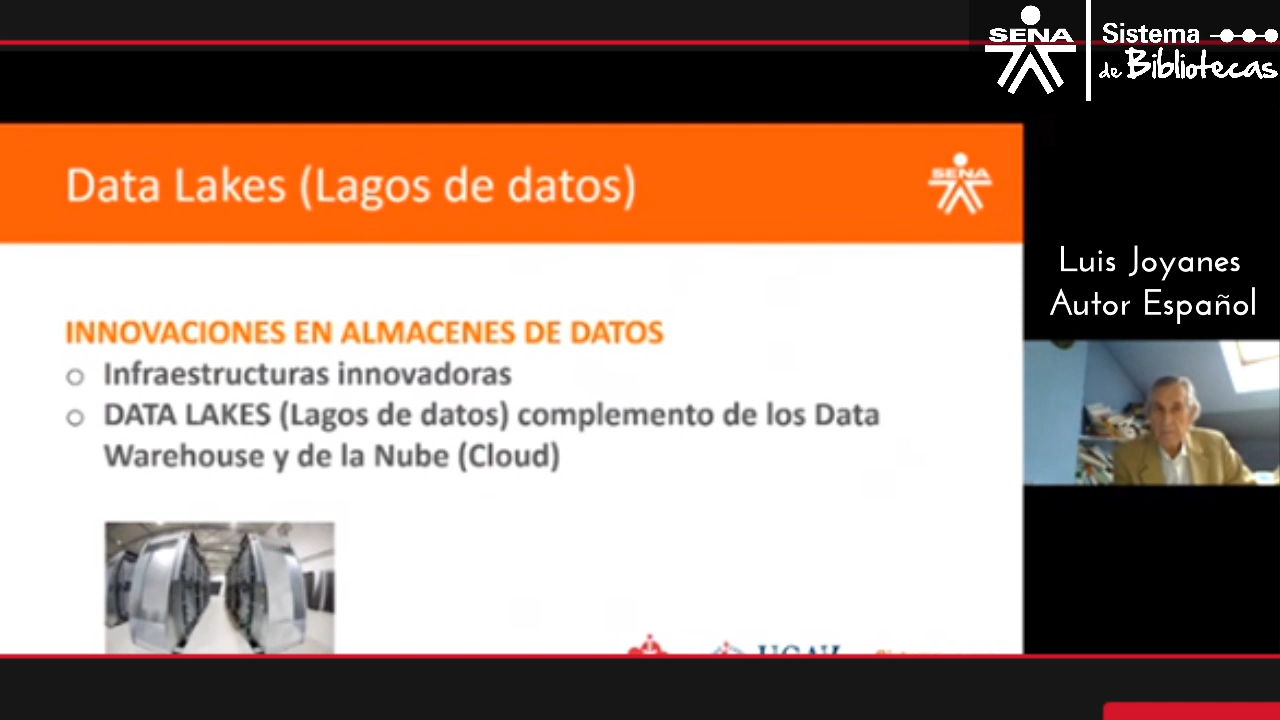 SENA
Sistema
de Bibliotecas
Data Lakes (Lagos de datos)
SENA
Luis Joyanes
Autor Español
INNOVACIONES EN ALMACENES DE DATOS
o Infraestructuras innovadoras
o DATA LAKES (Lagos de datos) complemento de los Data
Warehouse y de la Nube (Cloud)